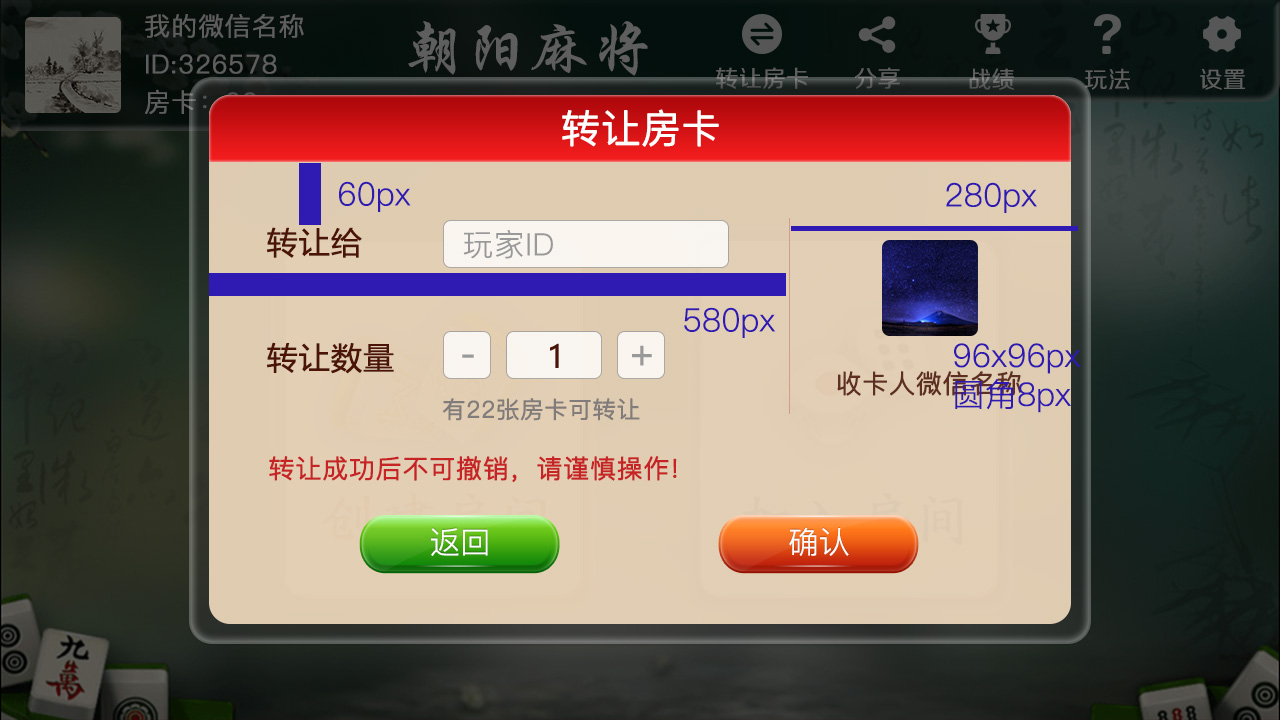 我的微信名称
ID:326578
房卡：
朝阳麻将
转让房卡
分享
战绩
玩法
设置
转让房卡
60px
280px
转让给
玩家ID
580px
转让数量
-
1
+
96x96px
收卡人微信名称
圆角8px
有22张房卡可转让
转让成功后不可撤销，请谨慎操作!
返回
确认
九
萬